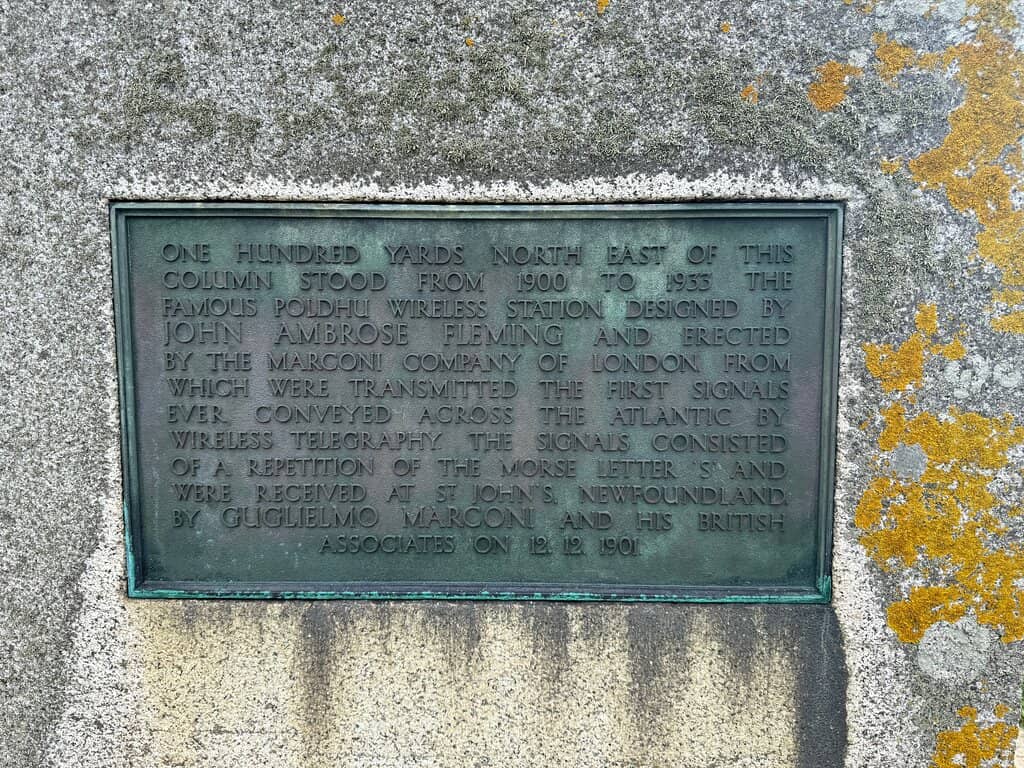 ONE HUNDRED YARDS NORTH EAST OF THIS
COLUMN STOOD FROM 1900 TO 1933 THE
FAMOUS POLDHU WIRELESS STATION DESIGNED BY
JOHN AMBROSE FLEMING AND ERECTED
BY THE MARCONI COMPANY OF LONDON FROM
WHICH WERE TRANSMITTED THE FIRST SIGNALS
EVER CONVEYED ACROSS THE ATLANTIC BY
WIRELESS TELEGRAPHY. THE SIGNALS CONSISTED
OF A REPETITION OF THE MORSE LETTER 'S' AND
WERE RECEIVED AT ST JOHN'S, NEWFOUNDLAND
BY GUGLIELMO MARCONI AND HIS BRITISH
ASSOCIATES ON 12. 12. 1901.